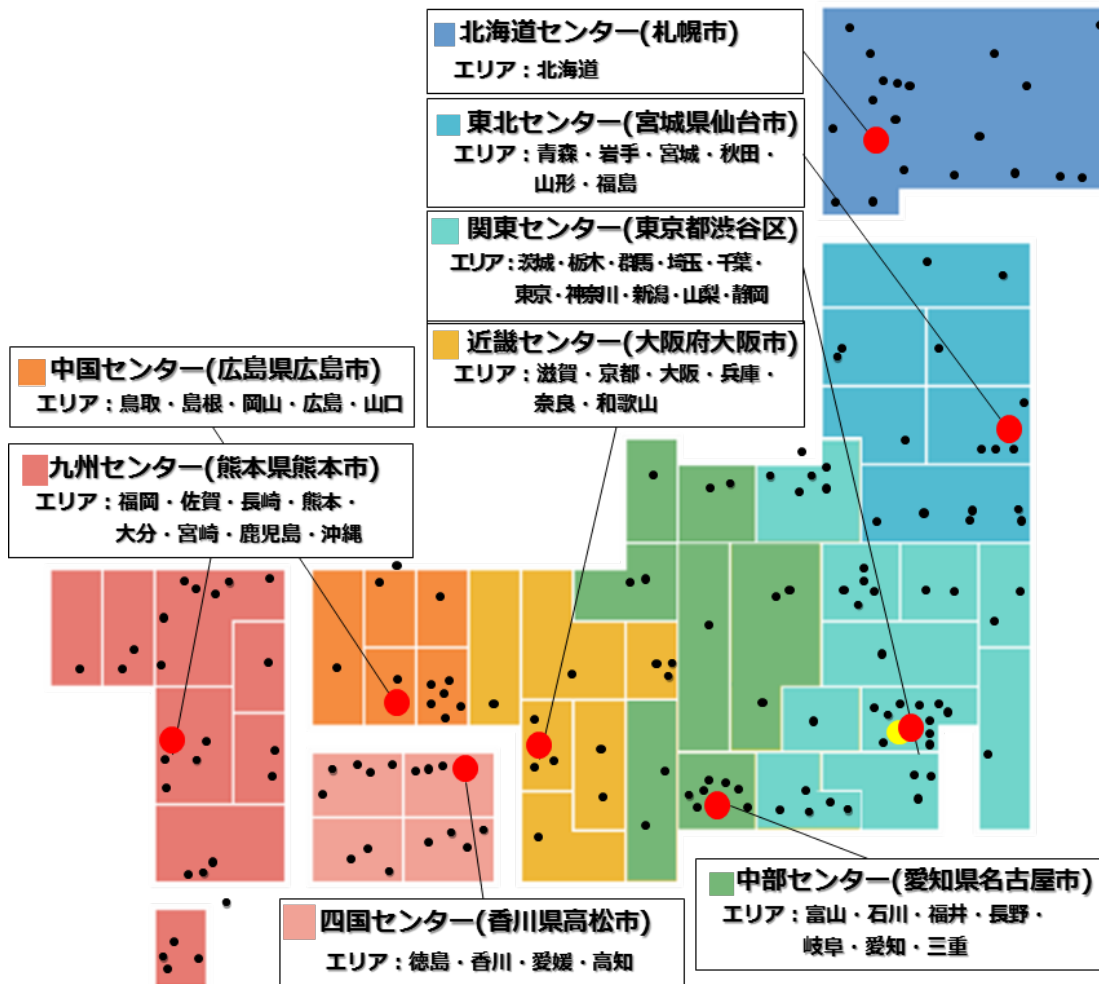 北海道センター(札幌市)
エリア：北海道
東北センター(宮城県仙台市)
エリア：青森・岩手・宮城・秋田・
山形・福島
関東センター(東京都渋谷区)
エリア：茨城・栃木・群馬・埼玉・千葉・
東京・神奈川・新潟・山梨・静岡
近畿センター(大阪府大阪市)
エリア：滋賀・京都・大阪・兵庫・
奈良・和歌山
中国センター(広島県広島市)
エリア：鳥取・島根・岡山・広島・山口
九州センター(熊本県熊本市)
エリア：福岡・佐賀・長崎・熊本・
大分・宮崎・鹿児島・沖縄
中部センター(愛知県名古屋市)
エリア：富山・石川・福井・長野・
岐阜・愛知・三重
四国センター(香川県高松市)
エリア：徳島・香川・愛媛・高知